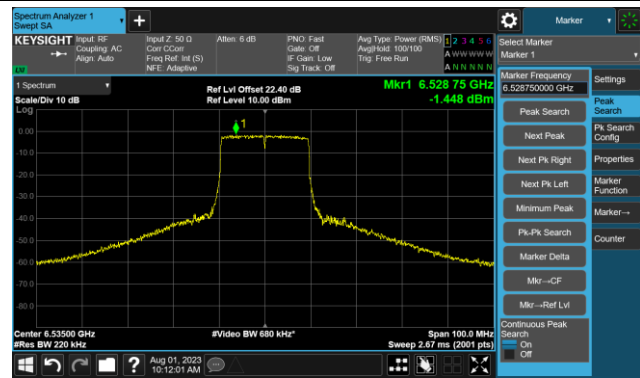 Spectrum Analyzer 1
Swept SA
+
Marker
KEYSIGHT
Input: RF
Coupling: AC
Align: Auto
Input Z: 50 Ω
Corr CCorr
Freq Ref: Int (S)
NFE: Adaptive
Atten: 6 dB
PNO: Fast
Gate: Off
IF Gain: Low
Sig Track: Off
Avg Type: Power (RMS)
Avg|Hold: 100/100
Trig: Free Run
1 2 3 4 5 6
A W W W W W
A N N N N N
Select Marker
Marker 1
1 Spectrum
Scale/Div 10 dB
Log
Ref Lvl Offset 22.40 dB
Ref Level 10.00 dBm
Mkr1 6.528 75 GHz
-1.448 dBm
1
0.00
-10.0
-20.0
-30.0
-40.0
-50.0
-60.0
-70.0
-80.0
Center 6.53500 GHz
#Res BW 220 kHz
#Video BW 680 kHz*
Span 100.0 MHz
Sweep 2.67 ms (2001 pts)
Marker Frequency
6.528750000 GHz
Peak Search
Next Peak
Next Pk Right
Next Pk Left
Minimum Peak
Pk-Pk Search
Marker Delta
Mkr→CF
Mkr→Ref Lvl
Continuous Peak
Search
On
Off
Settings
Peak
Search
Pk Search
Config
Properties
Marker
Function
Marker→
Counter
?
Aug 01, 2023
10:12:01 AM